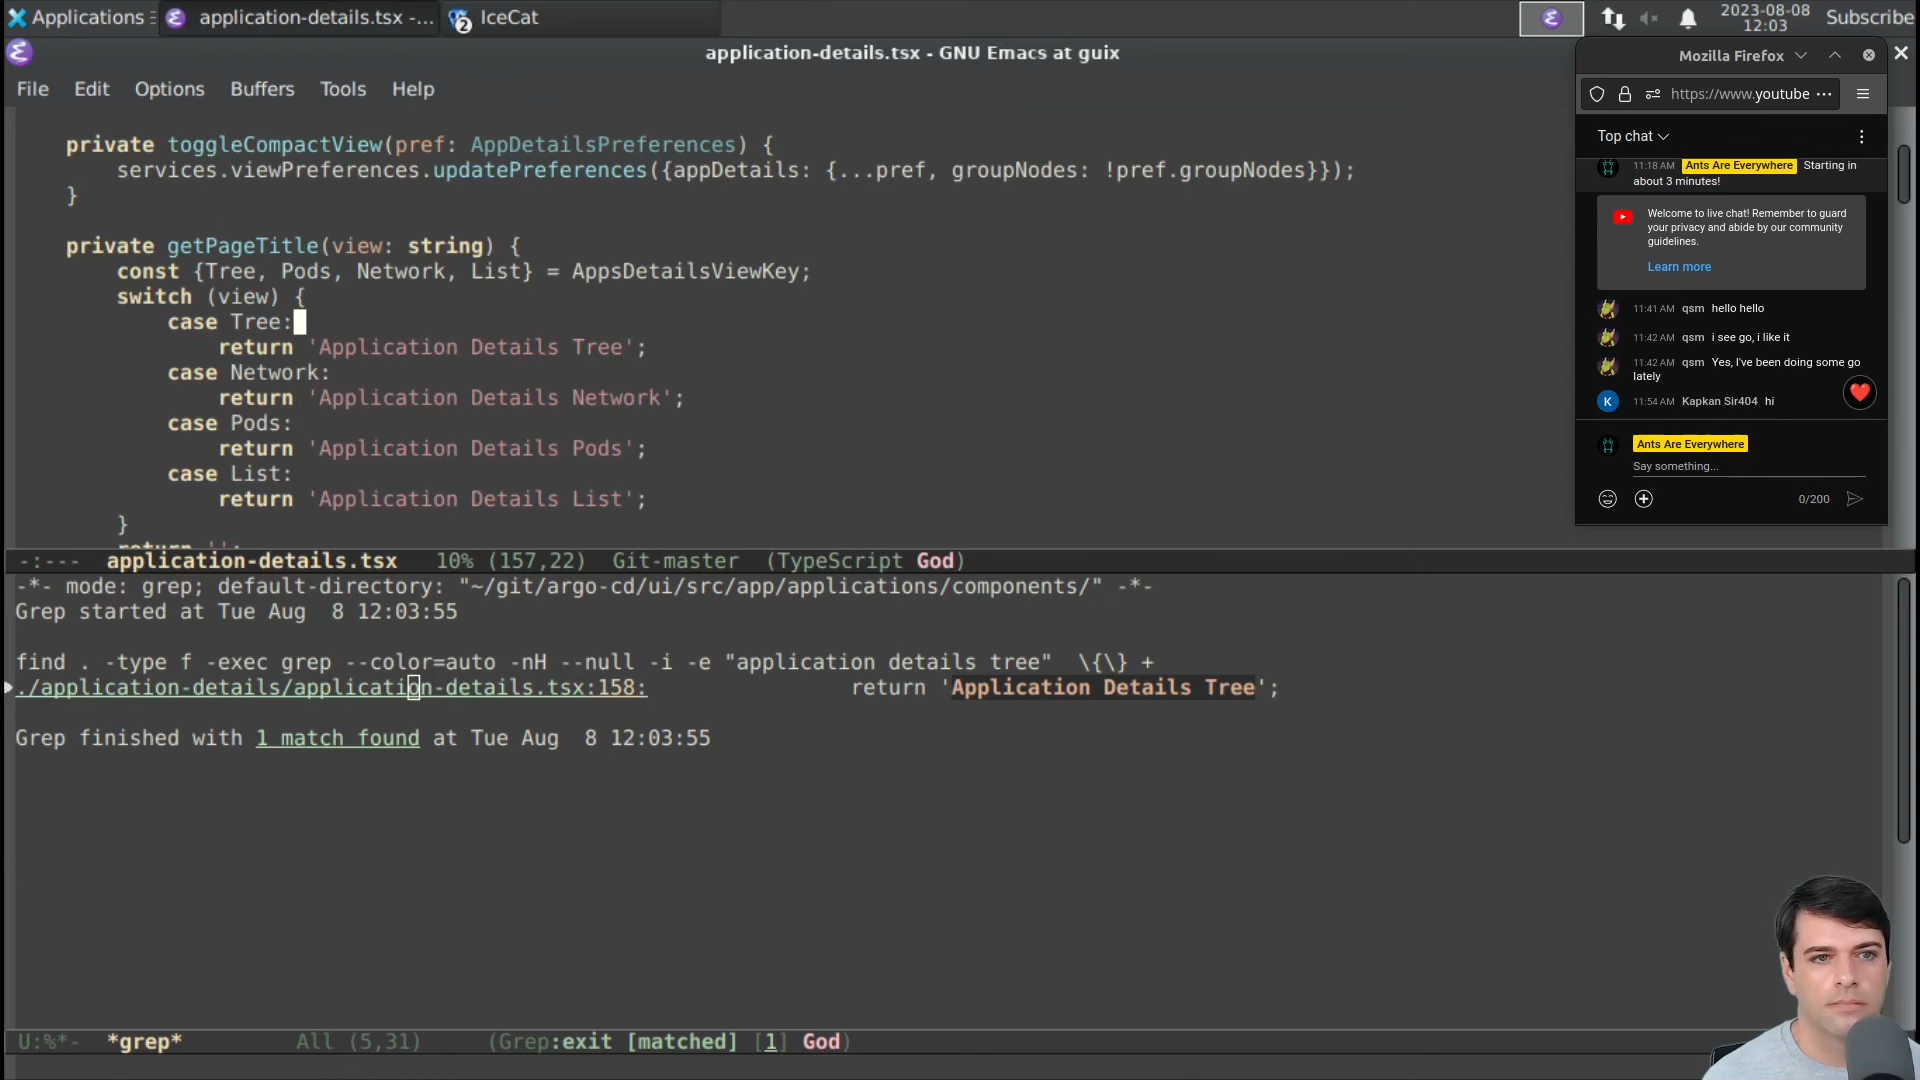 Applications
application-details.tsx -...
2 IceCat
2023-08-08
12:03
Subscribe
application-details.tsx - GNU Emacs at guix
File Edit Options Buffers Tools Help
private toggleCompactView(pref: AppDetailsPreferences) {
services.viewPreferences.updatePreferences({appDetails: {...pref, groupNodes: !pref.groupNodes}});
}
private getPageTitle(view: string) {
const {Tree, Pods, Network, List} = AppsDetailsViewKey;
switch (view) {
case Tree:
return 'Application Details Tree';
case Network:
return 'Application Details Network';
case Pods:
return 'Application Details Pods';
case List:
return 'Application Details List';
}
return '';
-:--- application-details.tsx 10% (157,22) Git-master (TypeScript God)
-*- mode: grep; default-directory: "~/git/argo-cd/ui/src/app/applications/components/" -*-
Grep started at Tue Aug 8 12:03:55
find . -type f -exec grep --color=auto -nH --null -i -e "application details tree" \{\} +
./application-details/application-details.tsx:158: return 'Application Details Tree';
Grep finished with 1 match found at Tue Aug 8 12:03:55
U:%*- *grep* All (5,31) (Grep:exit [matched] [1] God)
Mozilla Firefox
https://www.youtube ...
Top chat
11:18 AM Ants Are Everywhere Starting in
about 3 minutes!
Welcome to live chat! Remember to guard
your privacy and abide by our community
guidelines.
Learn more
11:41 AM qsm hello hello
11:42 AM qsm i see go, i like it
11:42 AM qsm Yes, I've been doing some go
lately
K 11:54 AM Kapkan Sir404 hi
Ants Are Everywhere
Say something...
0/200